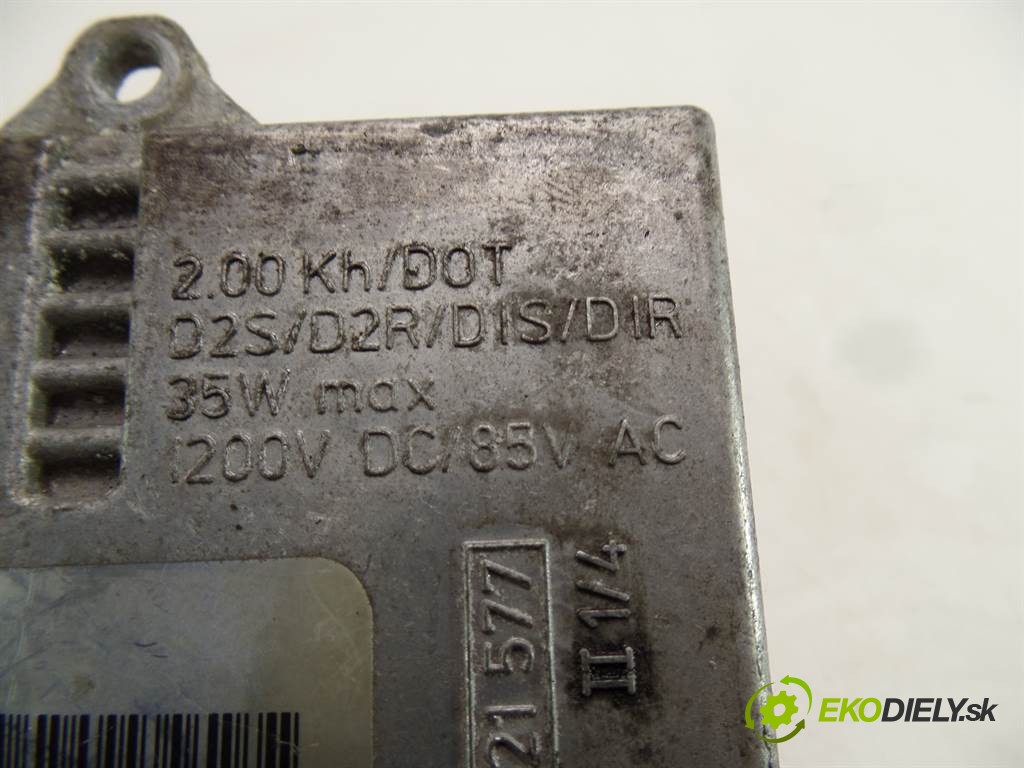 2.00 Kh/DOT
D2S/D2R/D1S/D1R
35W max
1200V DC/85V AC
21 577
II 1/4
EKODIELY.sk